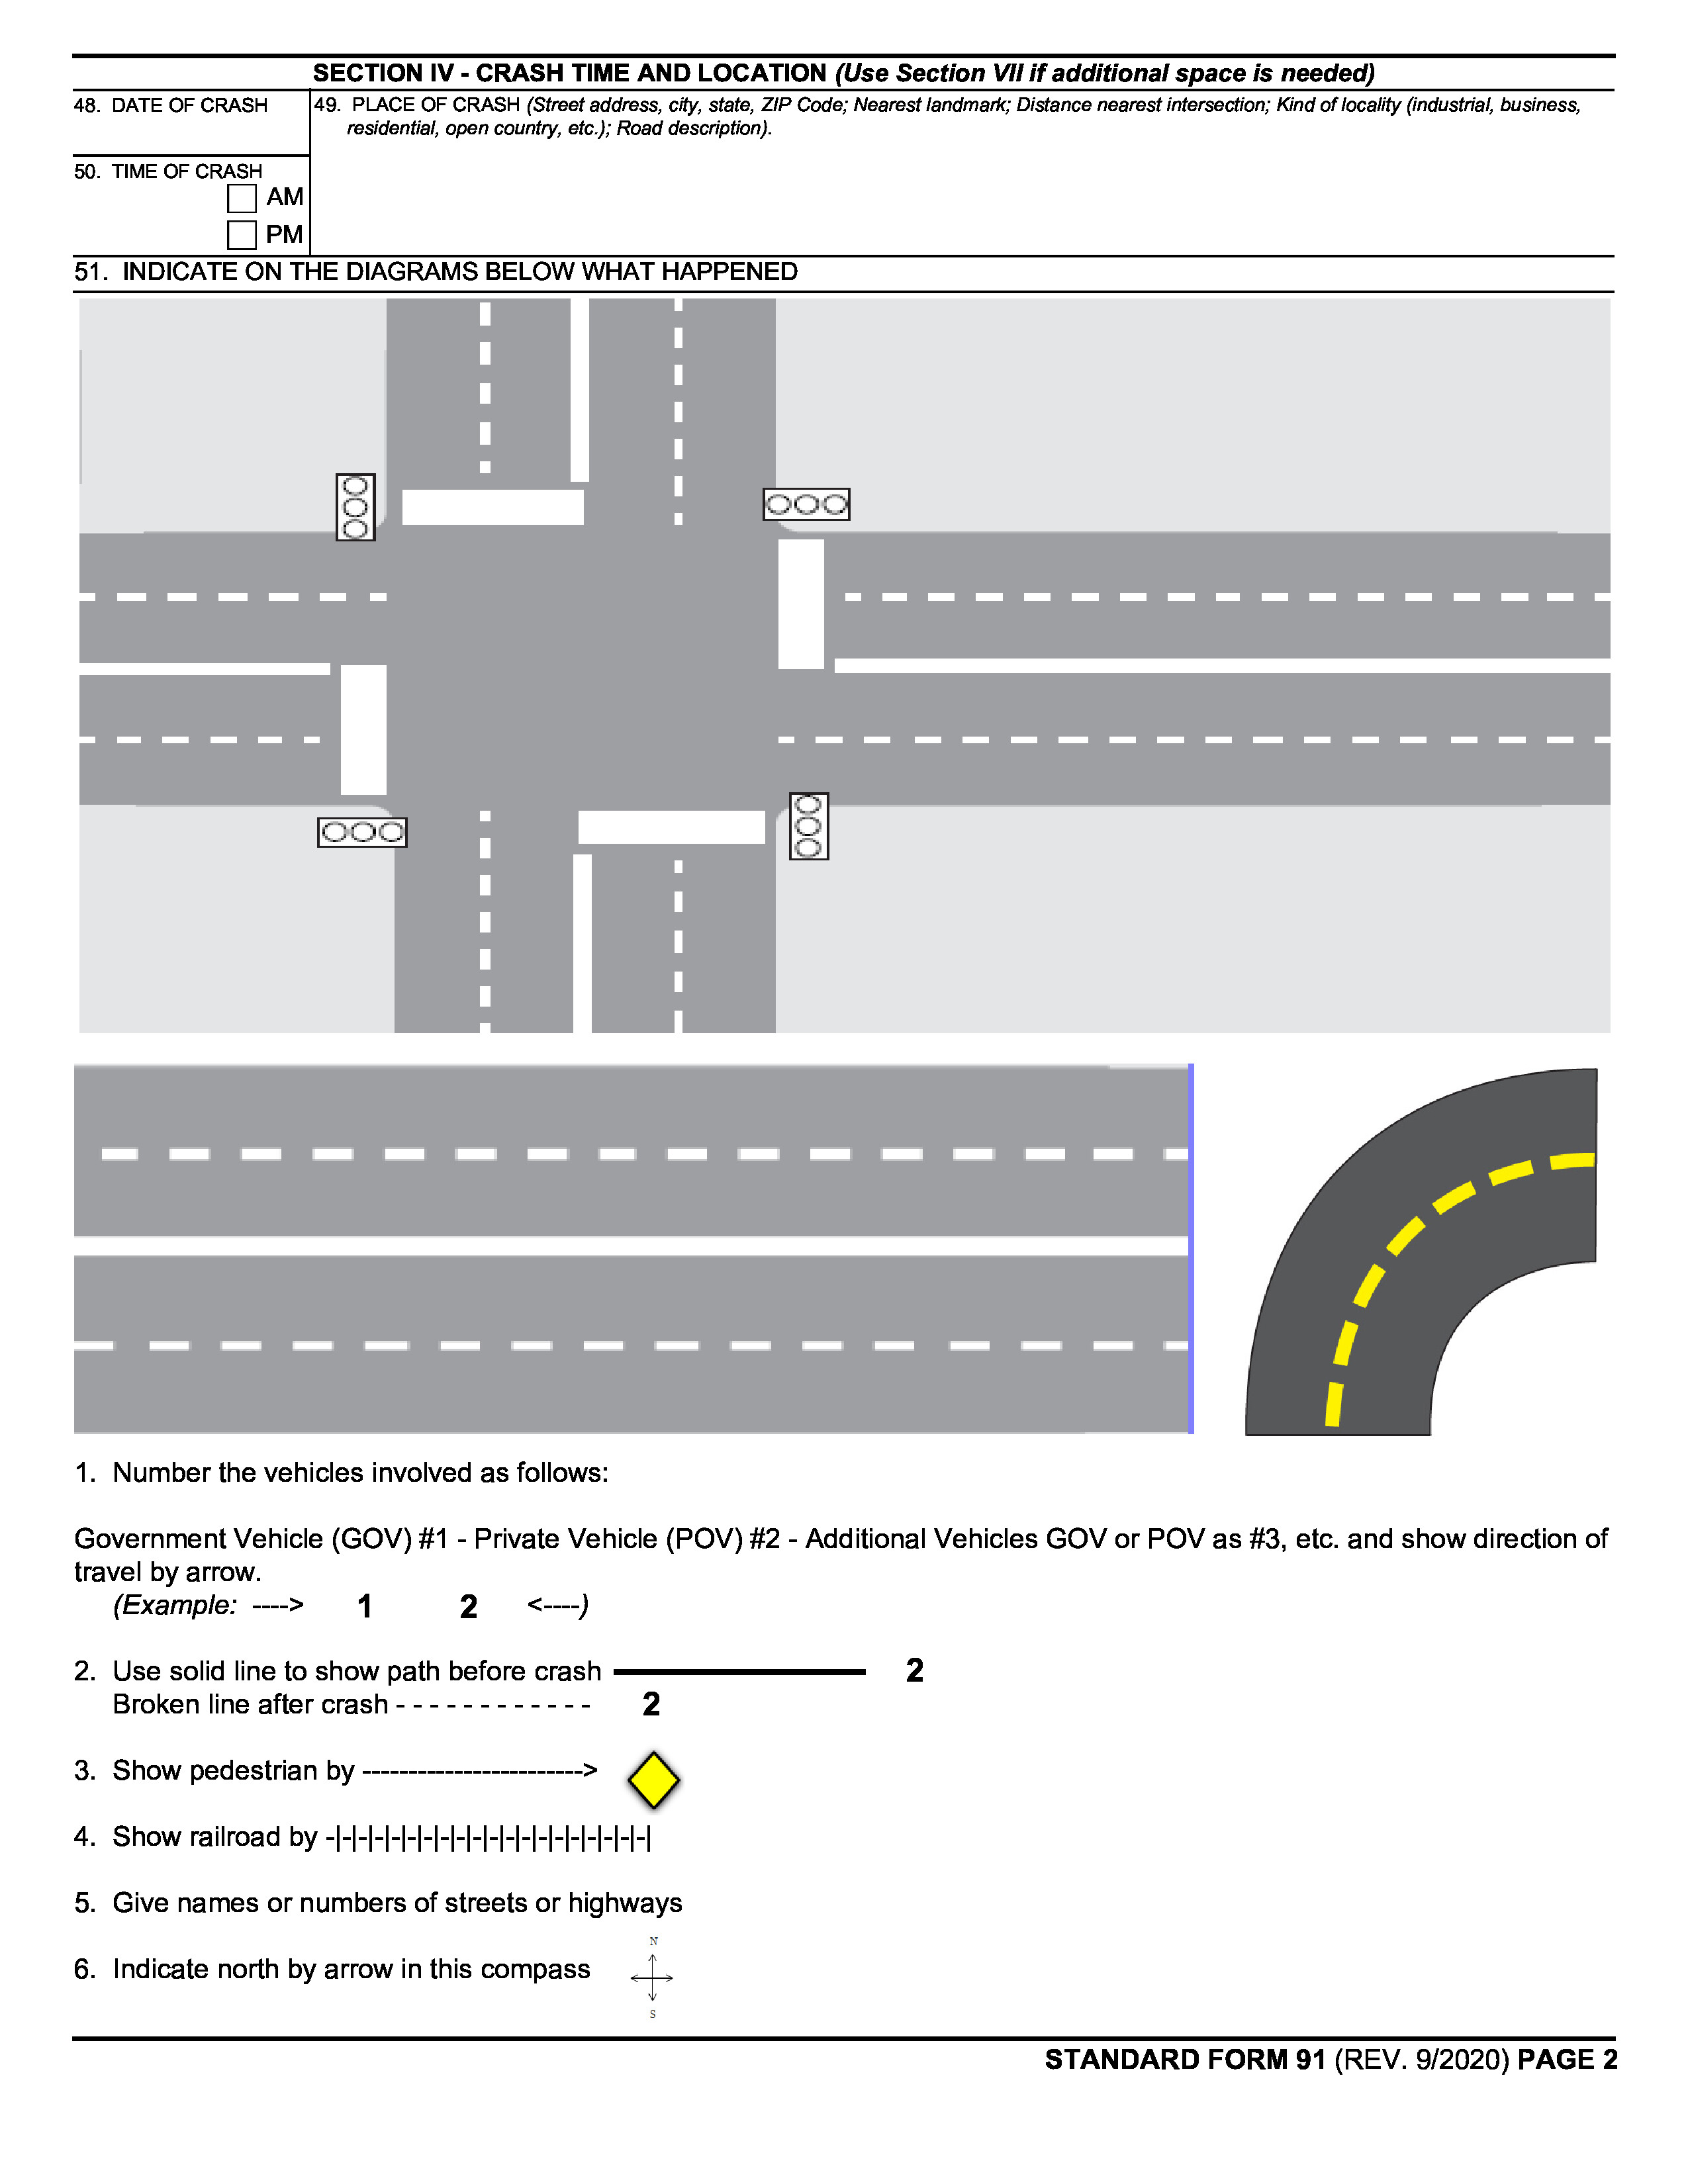 SECTION IV - CRASH TIME AND LOCATION (Use Section VII if additional space is needed)
48. DATE OF CRASH
49. PLACE OF CRASH (Street address, city, state, ZIP Code; Nearest landmark; Distance nearest intersection; Kind of locality (industrial, business,
residential, open country, etc.); Road description).
50. TIME OF CRASH
AM
PM
51. INDICATE ON THE DIAGRAMS BELOW WHAT HAPPENED
1. Number the vehicles involved as follows:
Government Vehicle (GOV) #1 - Private Vehicle (POV) #2 - Additional Vehicles GOV or POV as #3, etc. and show direction of
travel by arrow.
(Example: ----> 1 2 <----)
2. Use solid line to show path before crash 2
Broken line after crash - - - - - - - - - - - - 2
3. Show pedestrian by ------------------------>
4. Show railroad by -|-|-|-|-|-|-|-|-|-|-|-|-|-|-|-|-|-|-|-|
5. Give names or numbers of streets or highways
N
6. Indicate north by arrow in this compass
S
STANDARD FORM 91 (REV. 9/2020) PAGE 2